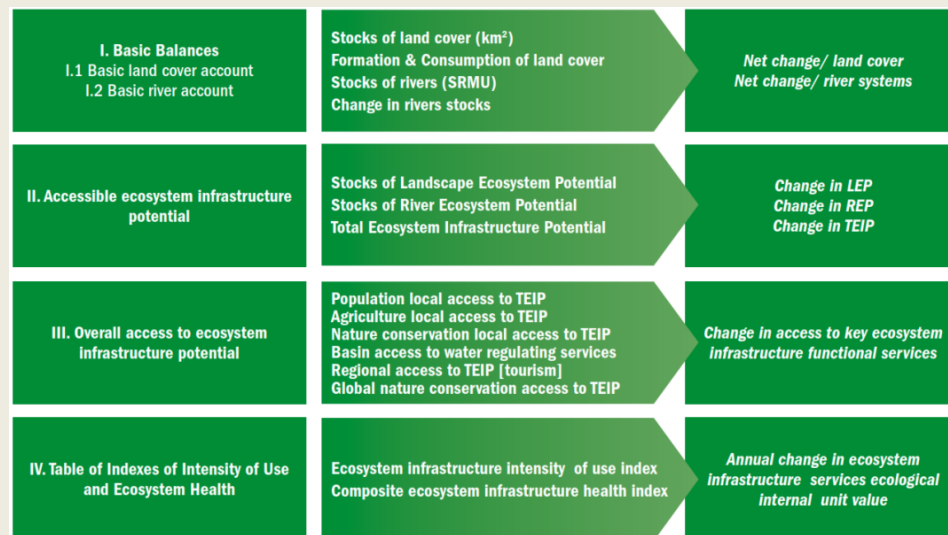 I. Basic Balances
I.1 Basic land cover account
I.2 Basic river account
Stocks of land cover (km²)
Formation & Consumption of land cover
Stocks of rivers (SRMU)
Change in rivers stocks
Net change/ land cover
Net change/ river systems
II. Accessible ecosystem infrastructure
potential
Stocks of Landscape Ecosystem Potential
Stocks of River Ecosystem Potential
Total Ecosystem Infrastructure Potential
Change in LEP
Change in REP
Change in TEIP
III. Overall access to ecosystem
infrastructure potential
Population local access to TEIP
Agriculture local access to TEIP
Nature conservation local access to TEIP
Basin access to water regulating services
Regional access to TEIP [tourism]
Global nature conservation access to TEIP
Change in access to key ecosystem
infrastructure functional services
IV. Table of Indexes of Intensity of Use
and Ecosystem Health
Ecosystem infrastructure intensity of use index
Composite ecosystem infrastructure health index
Annual change in ecosystem
infrastructure services ecological
internal unit value